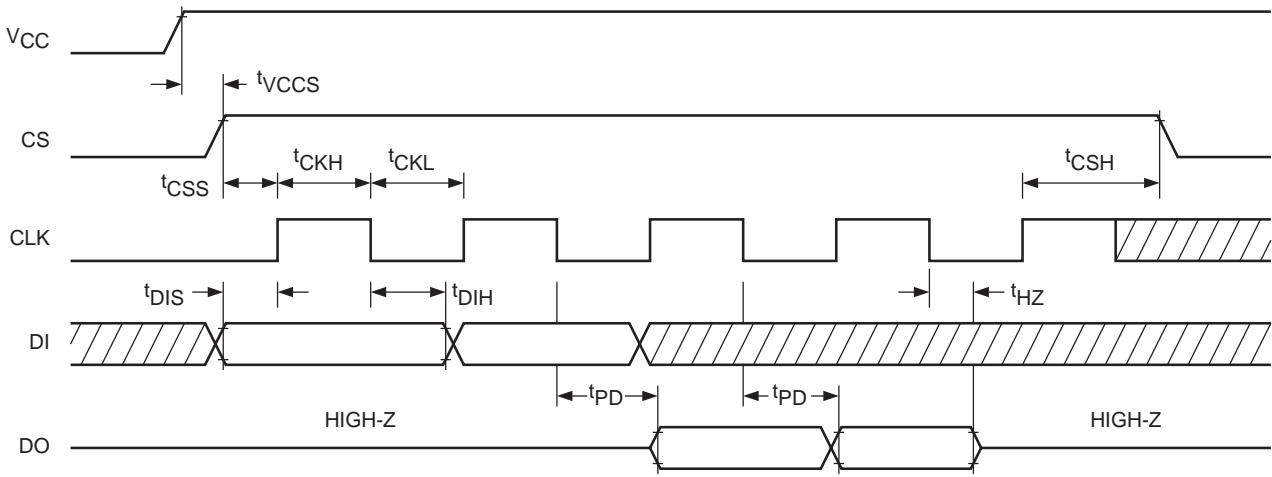 VCC
tVCCS
CS
tCSS
tCKH
tCKL
tCSH
CLK
tDIS
tDIH
tHZ
DI
tPD
tPD
HIGH-Z
HIGH-Z
DO